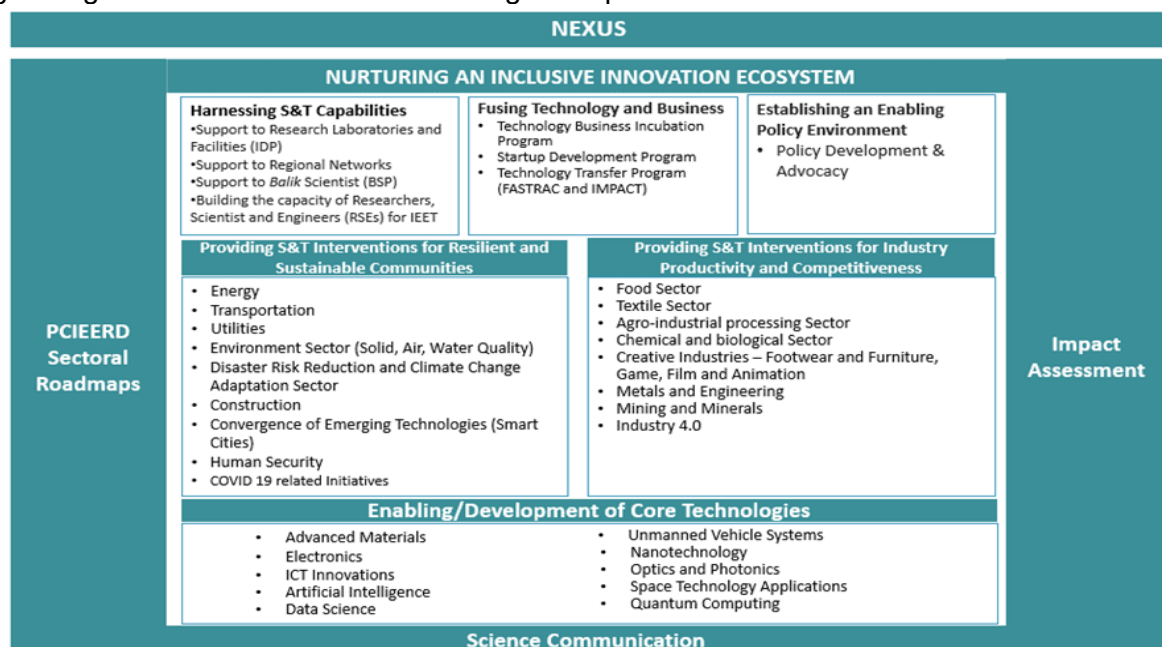 NEXUS
NURTURING AN INCLUSIVE INNOVATION ECOSYSTEM
Harnessing S&T Capabilities
•Support to Research Laboratories and
Facilities (IDP)
•Support to Regional Networks
•Support to Balik Scientist (BSP)
•Building the capacity of Researchers,
Scientist and Engineers (RSEs) for IEET
Fusing Technology and Business
• Technology Business Incubation
Program
• Startup Development Program
• Technology Transfer Program
(FASTRAC and IMPACT)
Establishing an Enabling
Policy Environment
• Policy Development &
Advocacy
PCIEERD
Sectoral
Roadmaps
Providing S&T Interventions for Resilient and
Sustainable Communities
• Energy
• Transportation
• Utilities
• Environment Sector (Solid, Air, Water Quality)
• Disaster Risk Reduction and Climate Change
Adaptation Sector
• Construction
• Convergence of Emerging Technologies (Smart
Cities)
• Human Security
• COVID 19 related Initiatives
Providing S&T Interventions for Industry
Productivity and Competitiveness
• Food Sector
• Textile Sector
• Agro-industrial processing Sector
• Chemical and biological Sector
• Creative Industries – Footwear and Furniture,
Game, Film and Animation
• Metals and Engineering
• Mining and Minerals
• Industry 4.0
Impact
Assessment
Enabling/Development of Core Technologies
• Advanced Materials
• Electronics
• ICT Innovations
• Artificial Intelligence
• Data Science
• Unmanned Vehicle Systems
• Nanotechnology
• Optics and Photonics
• Space Technology Applications
• Quantum Computing
Science Communication